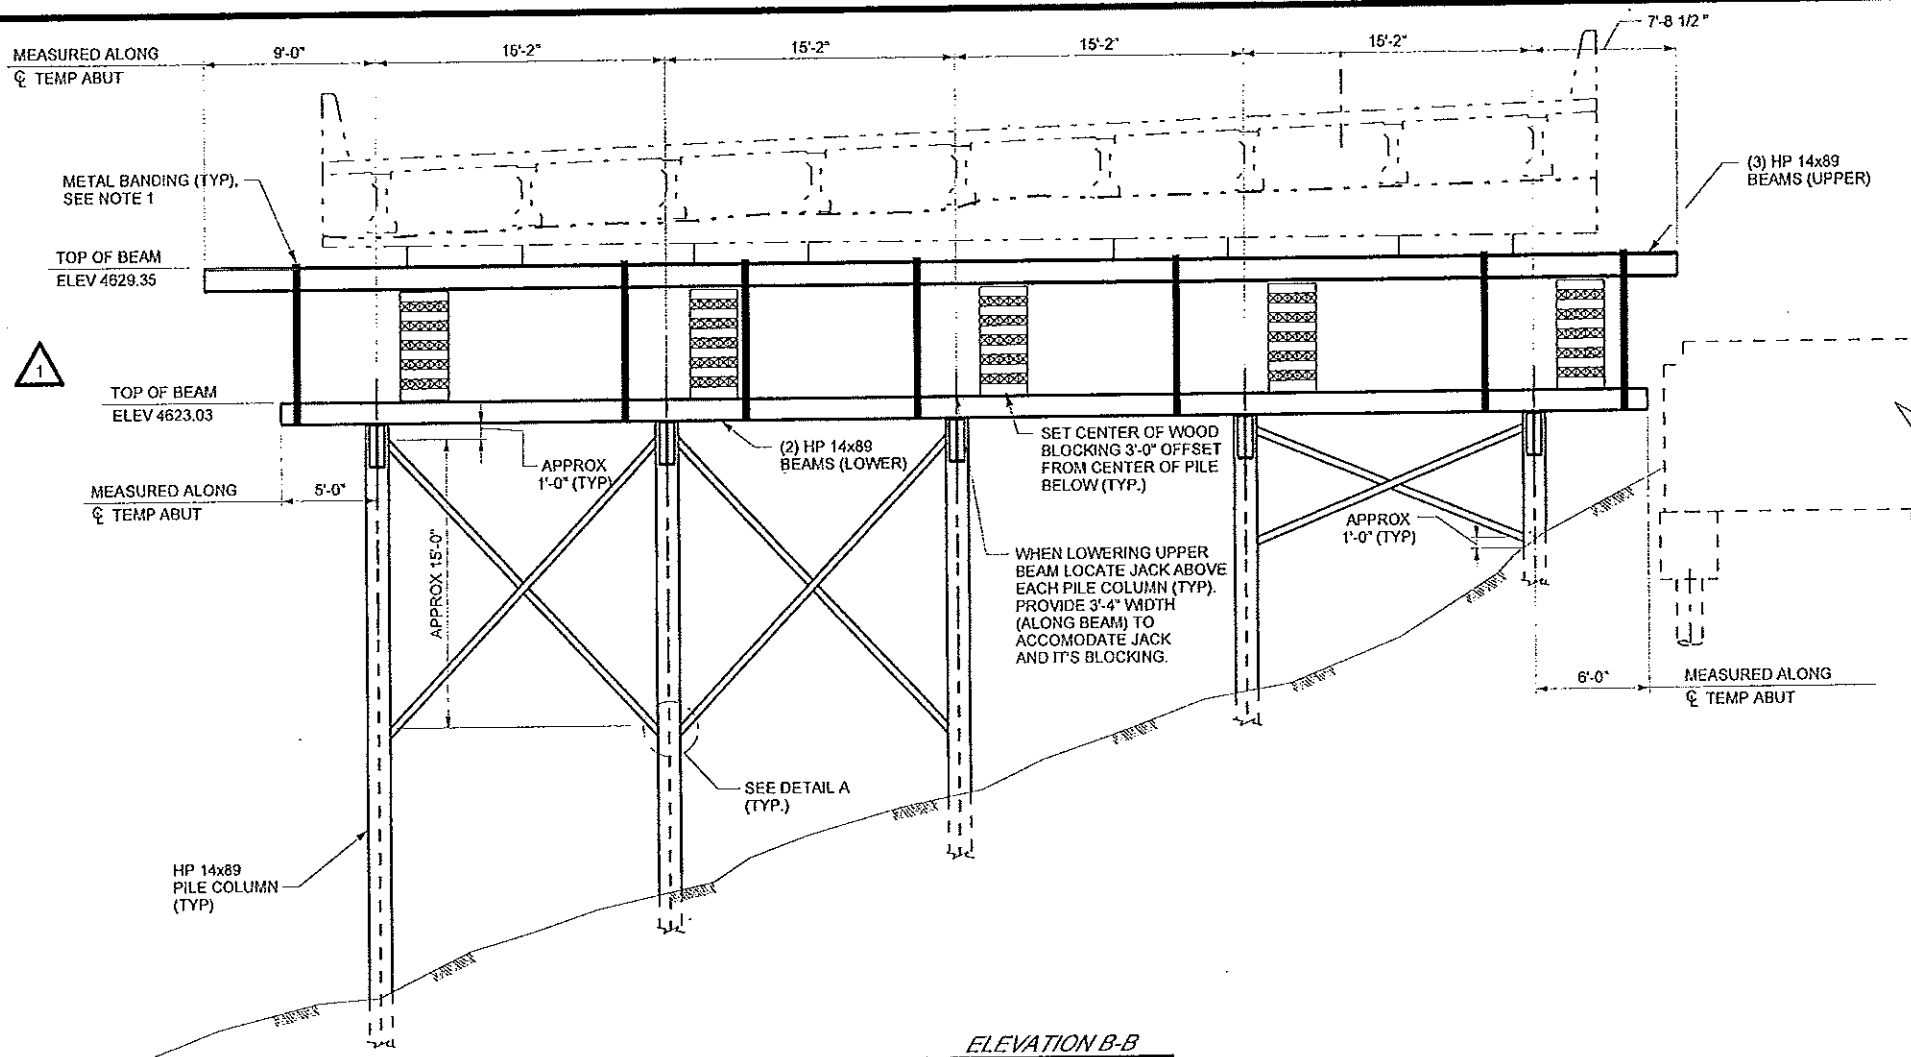 7'-8 1/2"
MEASURED ALONG
℄ TEMP ABUT
9'-0"
15'-2"
15'-2"
15'-2"
15'-2"
METAL BANDING (TYP),
SEE NOTE 1
(3) HP 14x89
BEAMS (UPPER)
TOP OF BEAM
ELEV 4629.35
1
TOP OF BEAM
ELEV 4623.03
(2) HP 14x89
BEAMS (LOWER)
SET CENTER OF WOOD
BLOCKING 3'-0" OFFSET
FROM CENTER OF PILE
BELOW (TYP.)
APPROX
1'-0" (TYP)
MEASURED ALONG
℄ TEMP ABUT
5'-0"
APPROX 15'-0"
APPROX
1'-0" (TYP)
WHEN LOWERING UPPER
BEAM LOCATE JACK ABOVE
EACH PILE COLUMN (TYP).
PROVIDE 3'-4" WIDTH
(ALONG BEAM) TO
ACCOMODATE JACK
AND IT'S BLOCKING.
6'-0"
MEASURED ALONG
℄ TEMP ABUT
SEE DETAIL A
(TYP.)
HP 14x89
PILE COLUMN
(TYP)
ELEVATION B-B